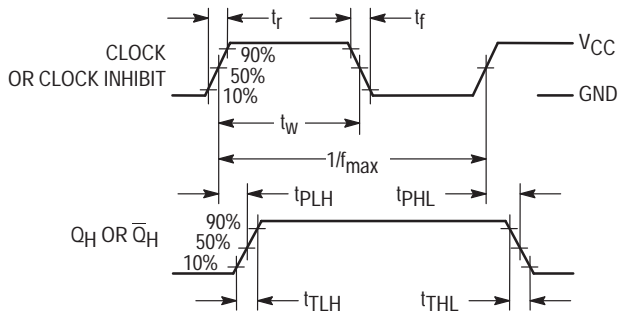 tr tf
CLOCK
OR CLOCK INHIBIT
90%
50%
10%
VCC
GND
tw
1/fmax
tPLH tPHL
QH OR Q̅H
90%
50%
10%
tTLH tTHL